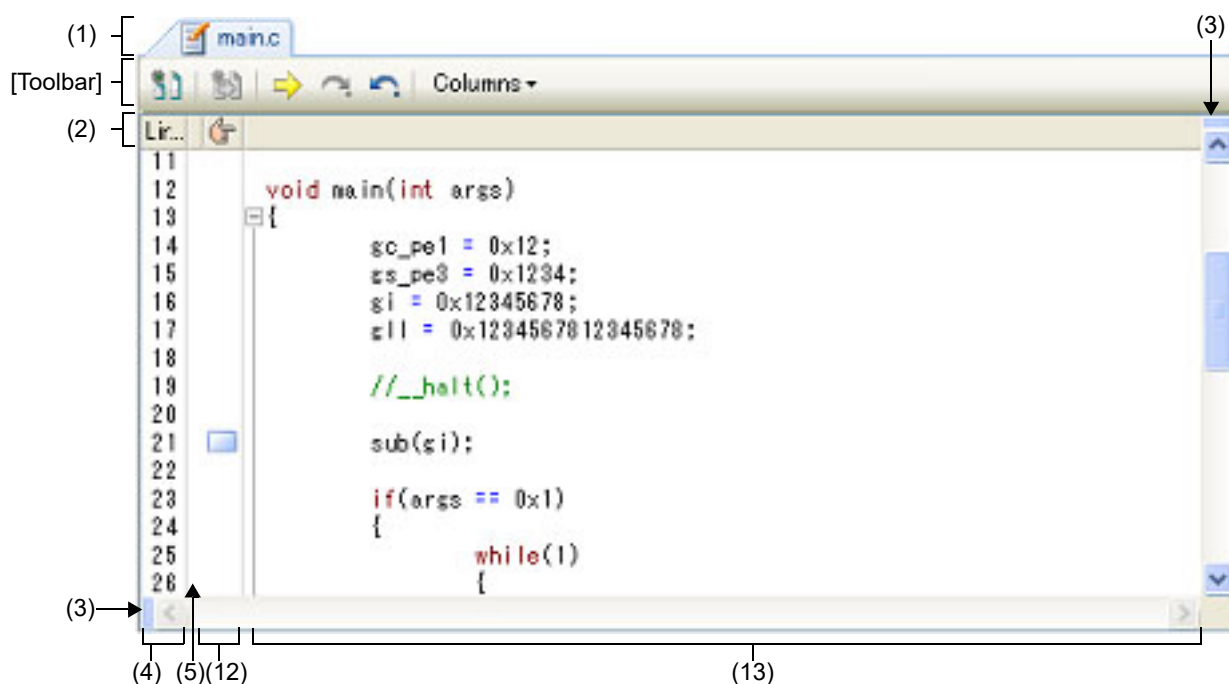 (1)
main.c
(3)
[Toolbar]
Columns
(2)
Lir...
11
12 void main(int args)
13 {
14 gc_pe1 = 0x12;
15 gs_pe3 = 0x1234;
16 gi = 0x12345678;
17 gll = 0x1234567812345678;
18
19 //__halt();
20
21 sub(gi);
22
23 if(args == 0x1)
24 {
25 while(1)
26 {
(3)
(4) (5)(12) (13)